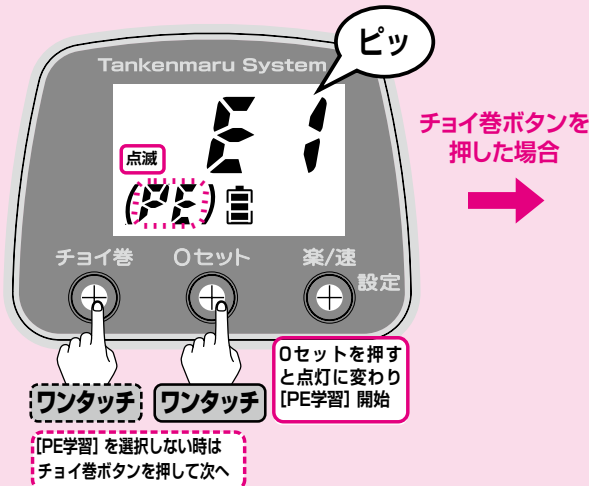 ピッ
Tankenmaru System
E1
点滅
(PE)
チョイ巻ボタンを
押した場合
チョイ巻
0セット
楽/速
設定
ワンタッチ
ワンタッチ
0セットを押す
と点灯に変わり
[PE学習] 開始
[PE学習] を選択しない時は
チョイ巻ボタンを押して次へ